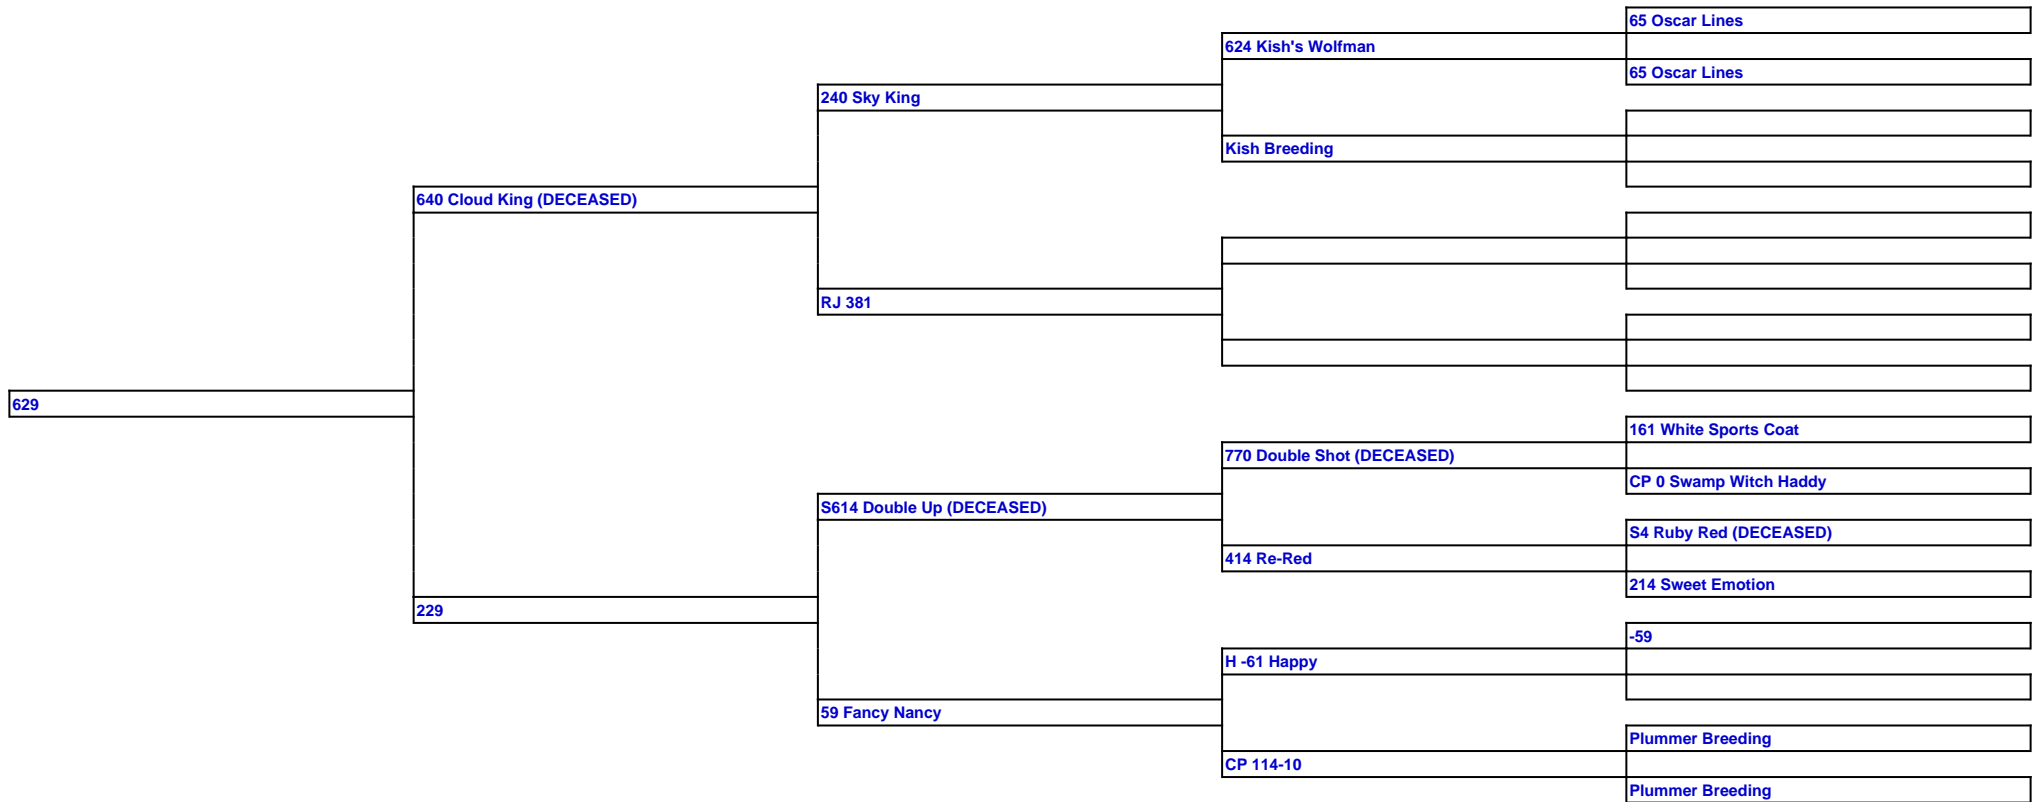 65 Oscar Lines
624 Kish's Wolfman
65 Oscar Lines
240 Sky King
Kish Breeding
640 Cloud King (DECEASED)
RJ 381
629
161 White Sports Coat
770 Double Shot (DECEASED)
CP 0 Swamp Witch Haddy
S614 Double Up (DECEASED)
S4 Ruby Red (DECEASED)
414 Re-Red
214 Sweet Emotion
229
-59
H -61 Happy
59 Fancy Nancy
Plummer Breeding
CP 114-10
Plummer Breeding